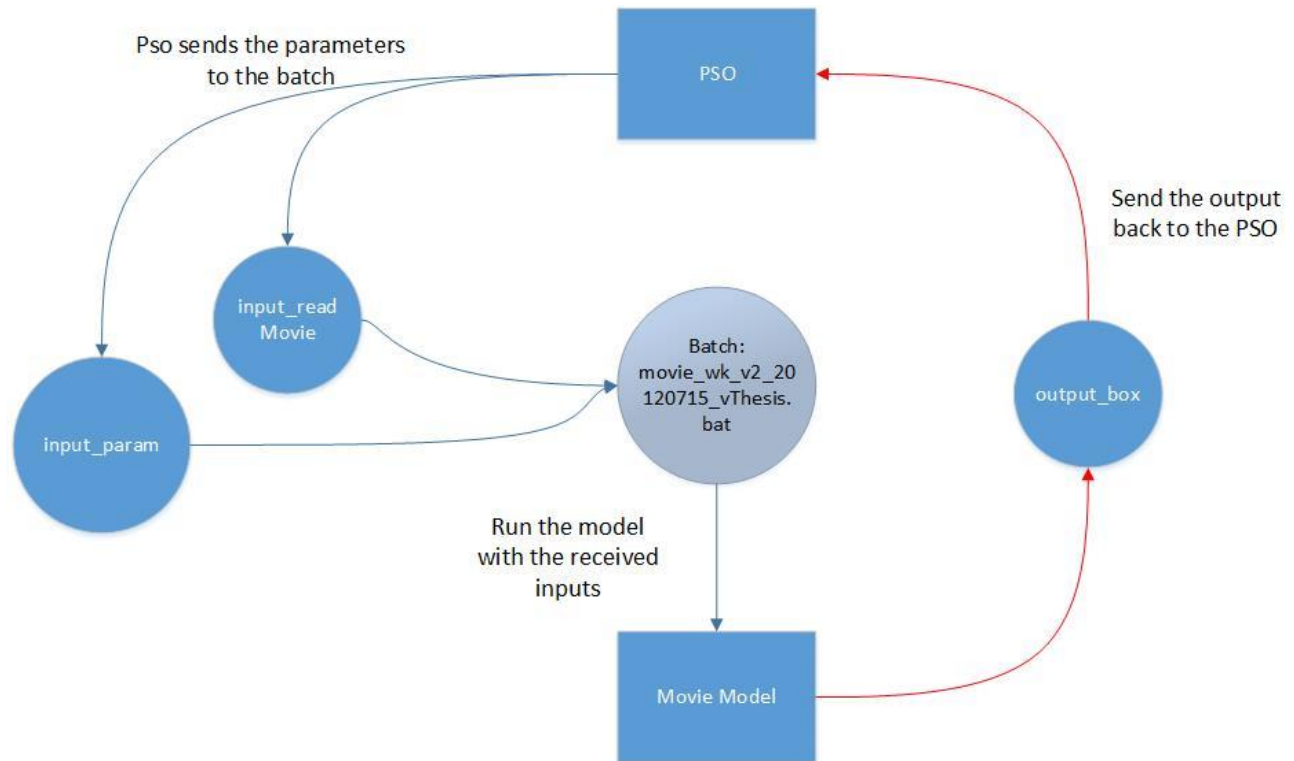 Pso sends the parameters
to the batch
PSO
Send the output
back to the PSO
input_read
Movie
Batch:
movie_wk_v2_20
120715_vThesis.
bat
output_box
input_param
Run the model
with the received
inputs
Movie Model